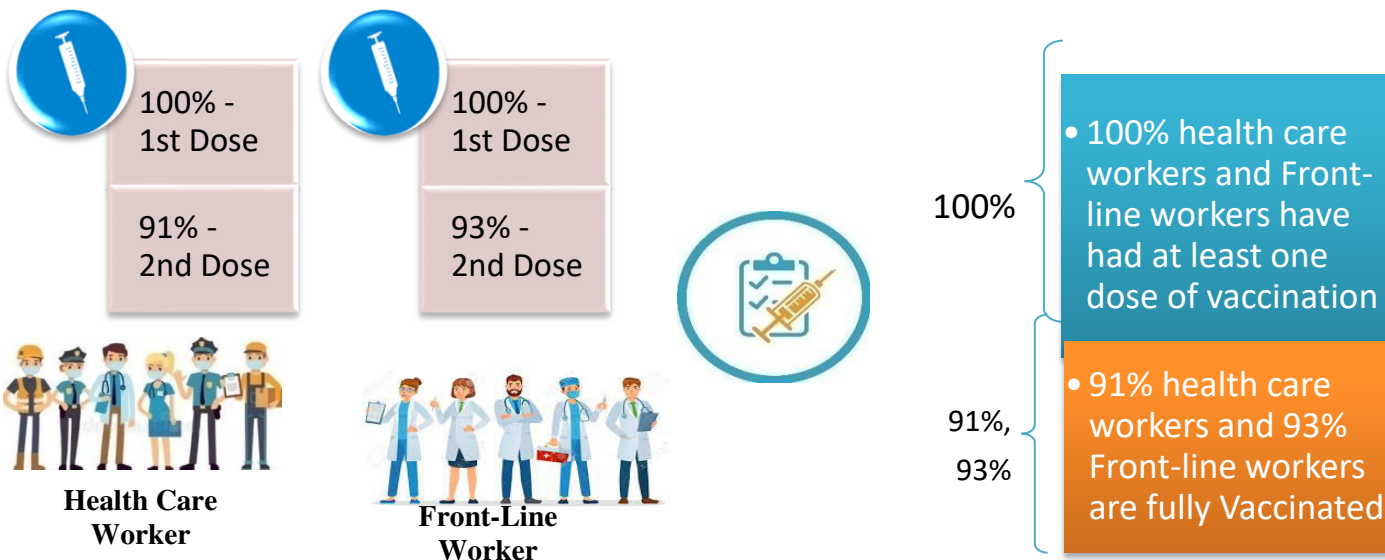 100% -
1st Dose
91% -
2nd Dose
Health Care
Worker
100% -
1st Dose
93% -
2nd Dose
Front-Line
Worker
100%
• 100% health care
workers and Front-
line workers have
had at least one
dose of vaccination
91%,
93%
• 91% health care
workers and 93%
Front-line workers
are fully Vaccinated